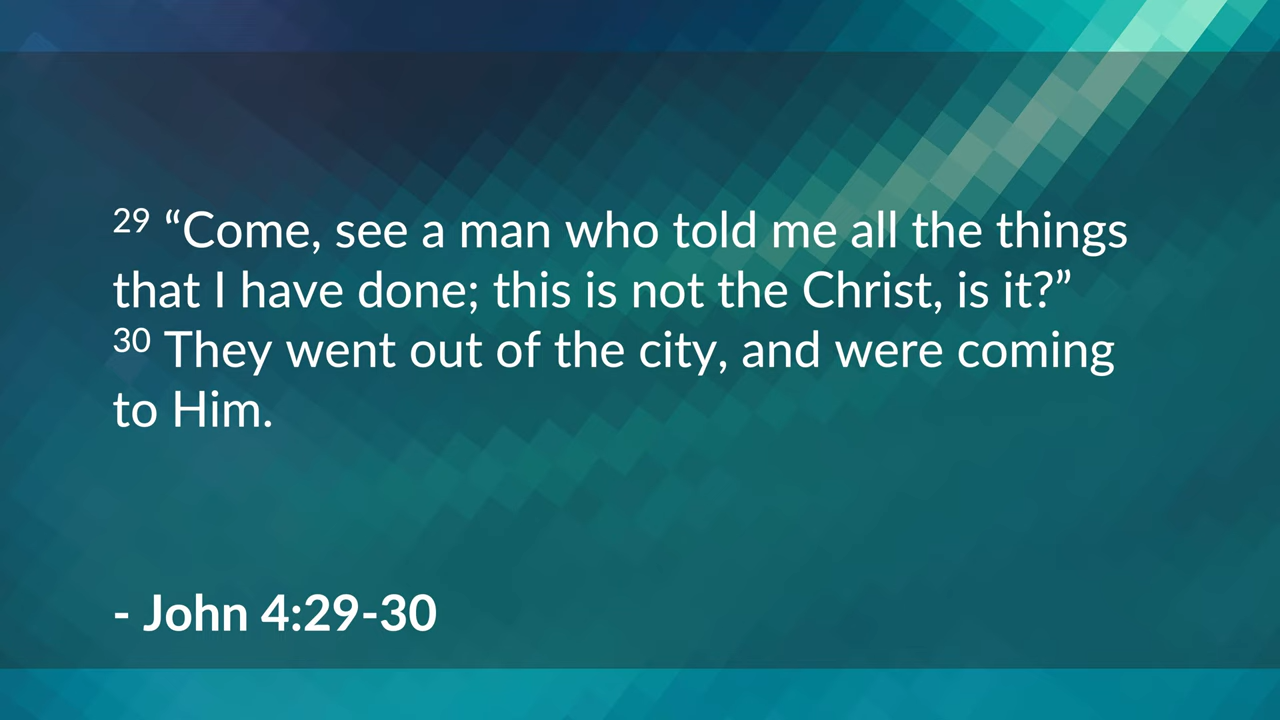 29 “Come, see a man who told me all the things
that I have done; this is not the Christ, is it?”
30 They went out of the city, and were coming
to Him.
- John 4:29-30